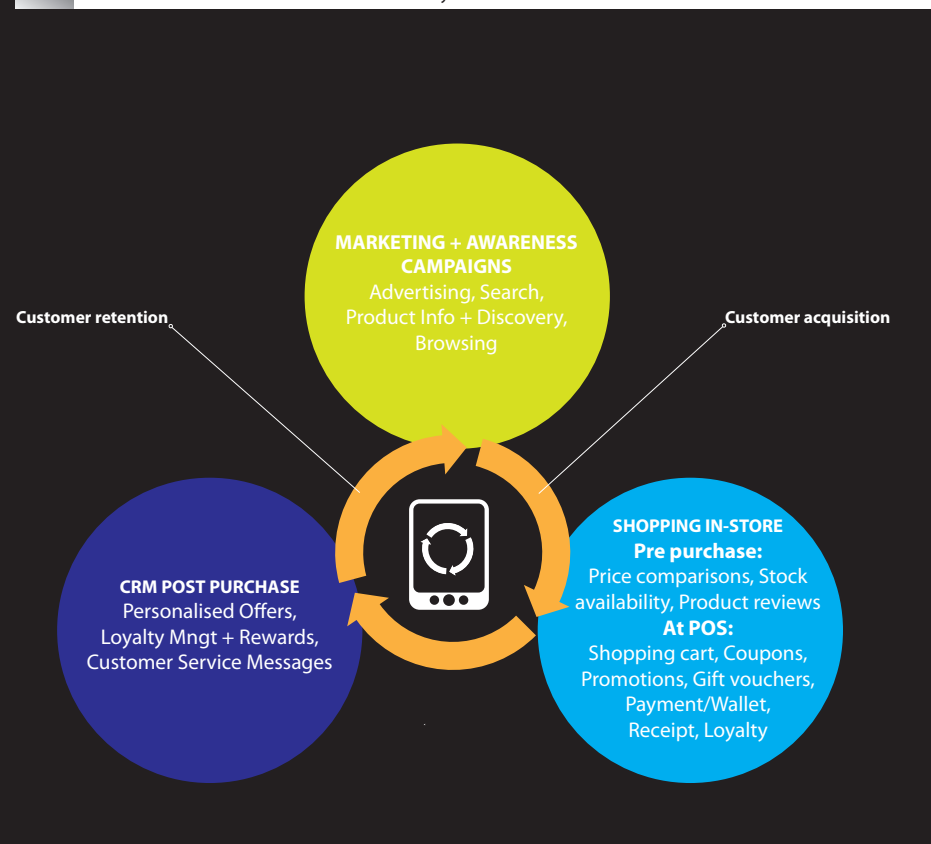 MARKETING + AWARENESS
CAMPAIGNS
Advertising, Search,
Product Info + Discovery,
Browsing
Customer retention
Customer acquisition
CRM POST PURCHASE
Personalised Offers,
Loyalty Mngt + Rewards,
Customer Service Messages
SHOPPING IN-STORE
Pre purchase:
Price comparisons, Stock
availability, Product reviews
At POS:
Shopping cart, Coupons,
Promotions, Gift vouchers,
Payment/Wallet,
Receipt, Loyalty